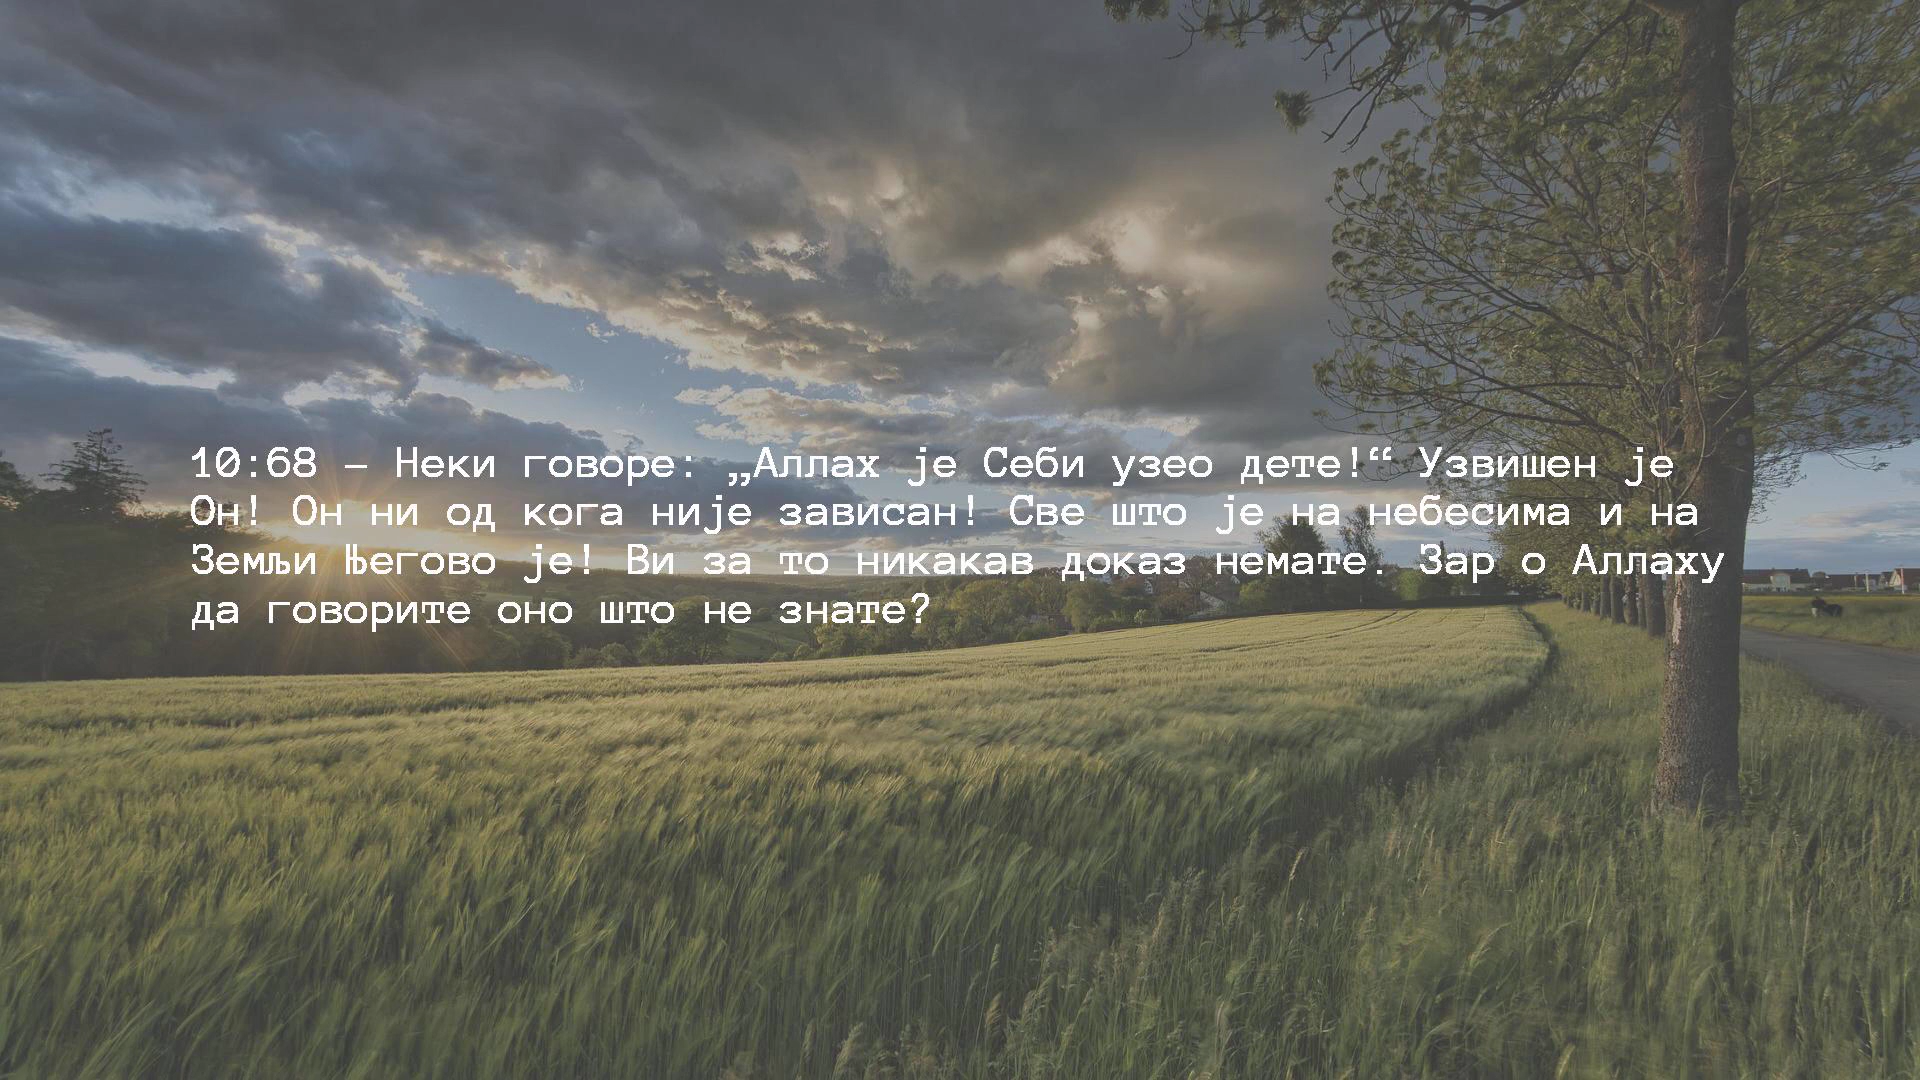 10:68 – Неки говоре: „Аллах је Себи узео дете!“ Узвишен је
Он! Он ни од кога није зависан! Све што је на небесима и на
Земљи Његово је! Ви за то никакав доказ немате. Зар о Аллаху
да говорите оно што не знате?